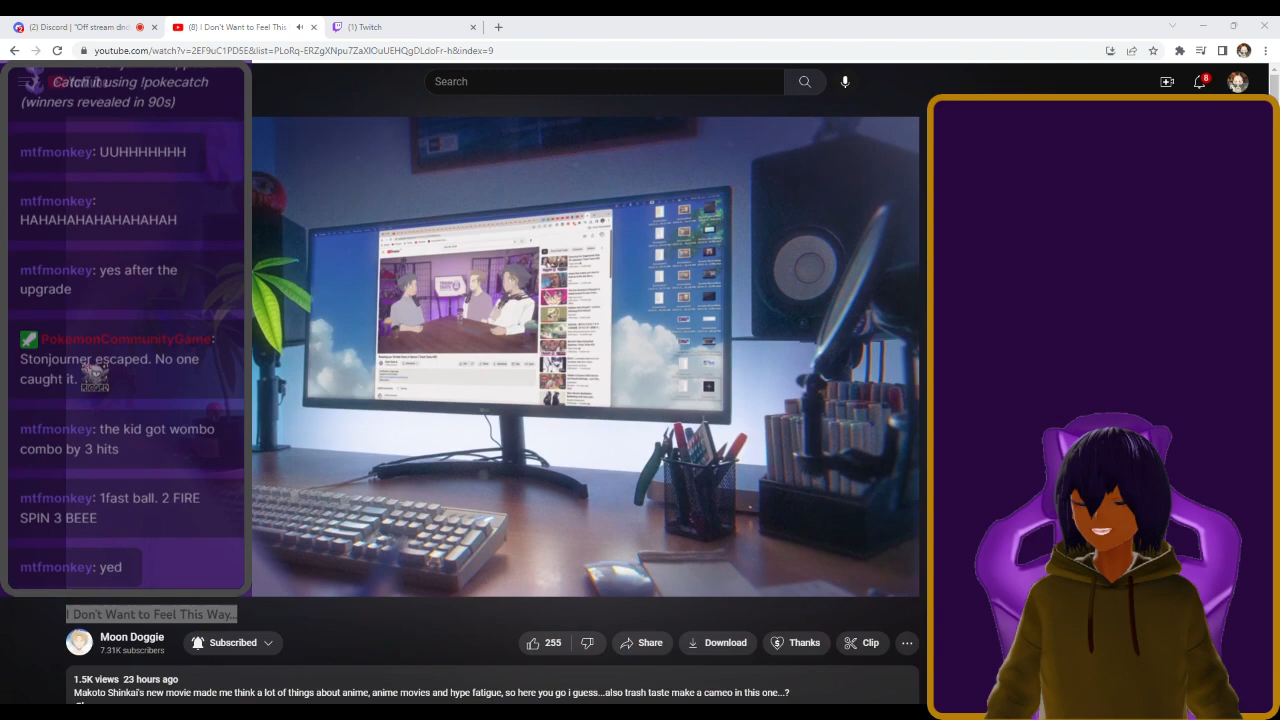 (2) Discord | "Off stream dnd
(8) I Don't Want to Feel This
(1) Twitch
youtube.com/watch?v=2EF9uC1PD5E&list=PLoRq-ERZgXNpu7ZaXlOuUEHQgDLdoFr-h&index=9
Search
8
Catch it using !pokecatch
(winners revealed in 90s)
mtfmonkey: UUHHHHHHH
mtfmonkey:
HAHAHAHAHAHAHAHAH
mtfmonkey: yes after the
upgrade
PokemonCommunityGame:
Stonjourner escaped. No one
caught it.
mtfmonkey: the kid got wombo
combo by 3 hits
mtfmonkey: 1fast ball. 2 FIRE
SPIN 3 BEEE
mtfmonkey: yed
I Don't Want to Feel This Way...
Moon Doggie
7.31K subscribers
Subscribed
255
Share
Download
Thanks
Clip
1.5K views 23 hours ago
Makoto Shinkai's new movie made me think a lot of things about anime, anime movies and hype fatigue, so here you go i guess...also trash taste make a cameo in this one...?